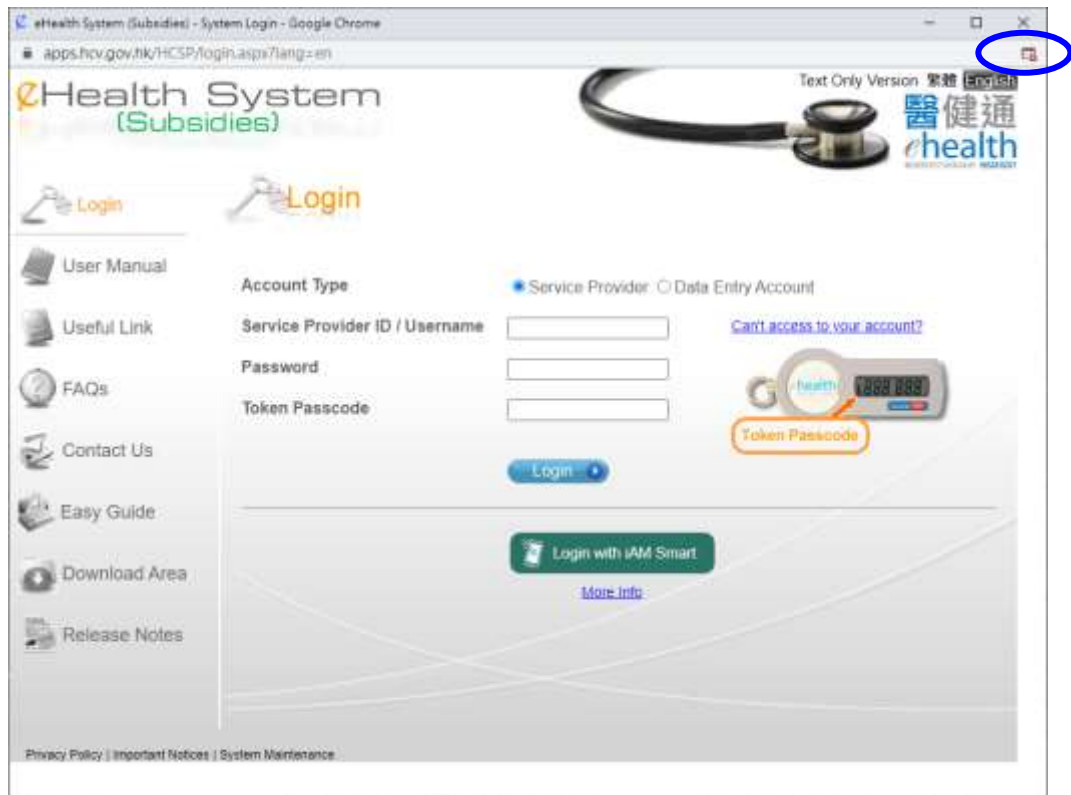 eHealth System (Subsidies) - System Login - Google Chrome
apps.hcv.gov.hk/HCSP/login.aspx?lang=en
eHealth System
(Subsidies)
Text Only Version 繁體 English
醫健通
ehealth
Login
Login
User Manual
Useful Link
FAQs
Contact Us
Easy Guide
Download Area
Release Notes
Account Type
Service Provider Data Entry Account
Service Provider ID / Username
Can't access to your account?
Password
Token Passcode
ehealth
Token Passcode
Login
Login with iAM Smart
More Info
Privacy Policy | Important Notices | System Maintenance